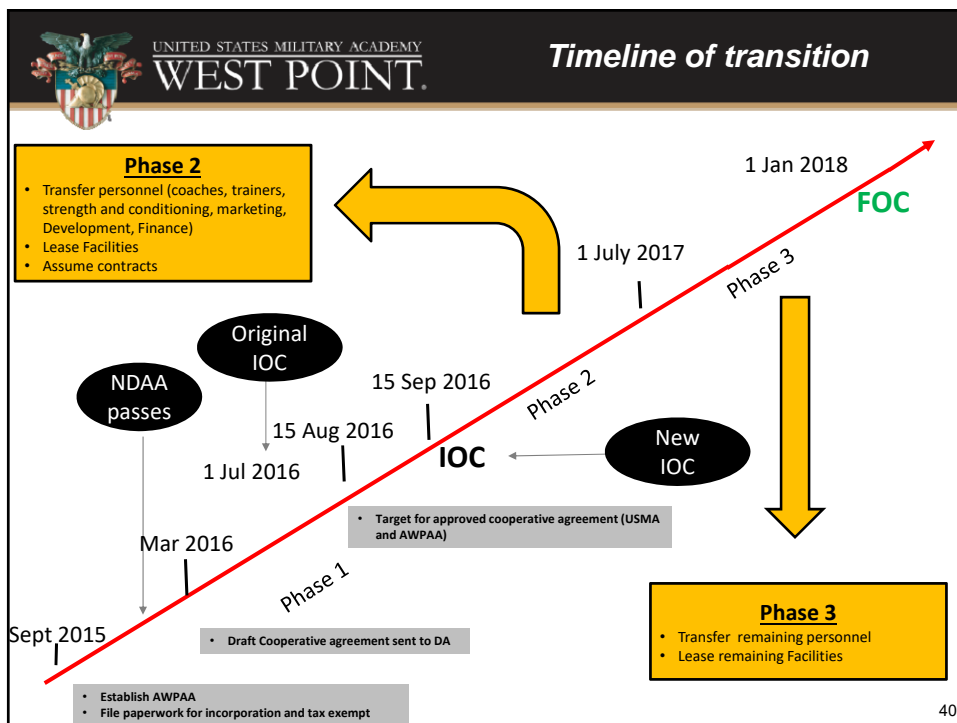 UNITED STATES MILITARY ACADEMY
WEST POINT.
Timeline of transition
Phase 2
• Transfer personnel (coaches, trainers,
strength and conditioning, marketing,
Development, Finance)
• Lease Facilities
• Assume contracts
1 Jan 2018
FOC
1 July 2017
Phase 3
Original
IOC
NDAA
passes
15 Sep 2016
Phase 2
15 Aug 2016
IOC
New
IOC
1 Jul 2016
• Target for approved cooperative agreement (USMA
and AWPAA)
Mar 2016
Phase 1
Phase 3
• Transfer remaining personnel
• Lease remaining Facilities
Sept 2015
• Draft Cooperative agreement sent to DA
• Establish AWPAA
• File paperwork for incorporation and tax exempt
40